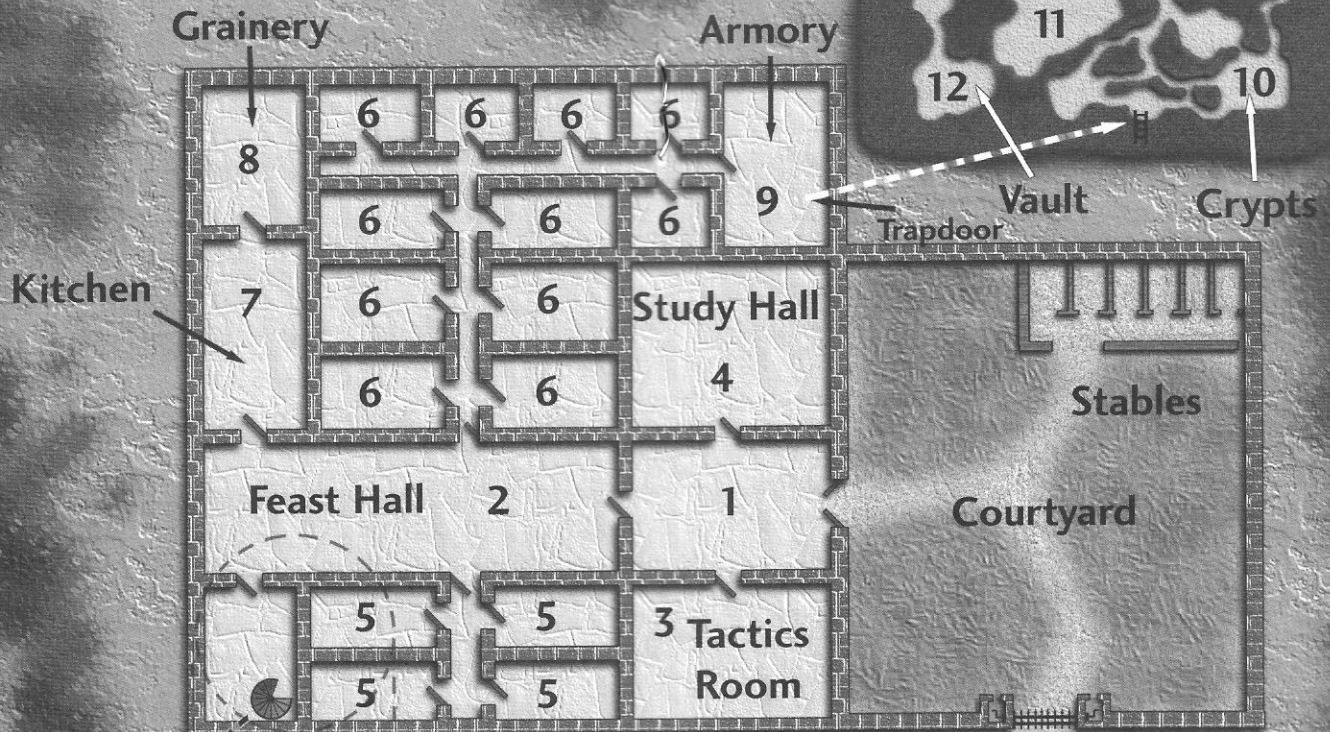 Grainery
Armory
11
12
10
6 6 6 6
8
9
Vault
Crypts
6 6 6
Trapdoor
Kitchen
7
6 6
Study Hall
4
6 6
Stables
Feast Hall 2
1
Courtyard
5 5
3 Tactics
Room
5 5